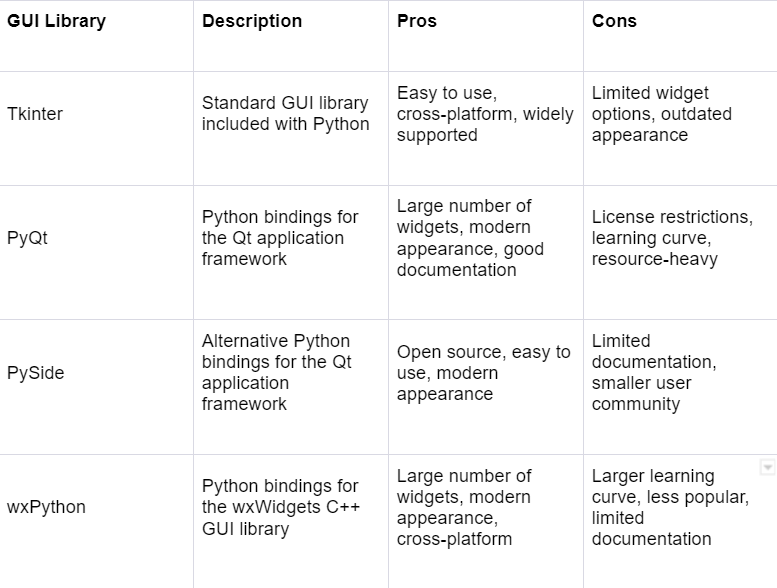 GUI Library
Description
Pros
Cons
Tkinter
Standard GUI library
included with Python
Easy to use,
cross-platform, widely
supported
Limited widget
options, outdated
appearance
PyQt
Python bindings for
the Qt application
framework
Large number of
widgets, modern
appearance, good
documentation
License restrictions,
learning curve,
resource-heavy
PySide
Alternative Python
bindings for the Qt
application
framework
Open source, easy to
use, modern
appearance
Limited
documentation,
smaller user
community
wxPython
Python bindings for
the wxWidgets C++
GUI library
Large number of
widgets, modern
appearance,
cross-platform
Larger learning
curve, less popular,
limited
documentation